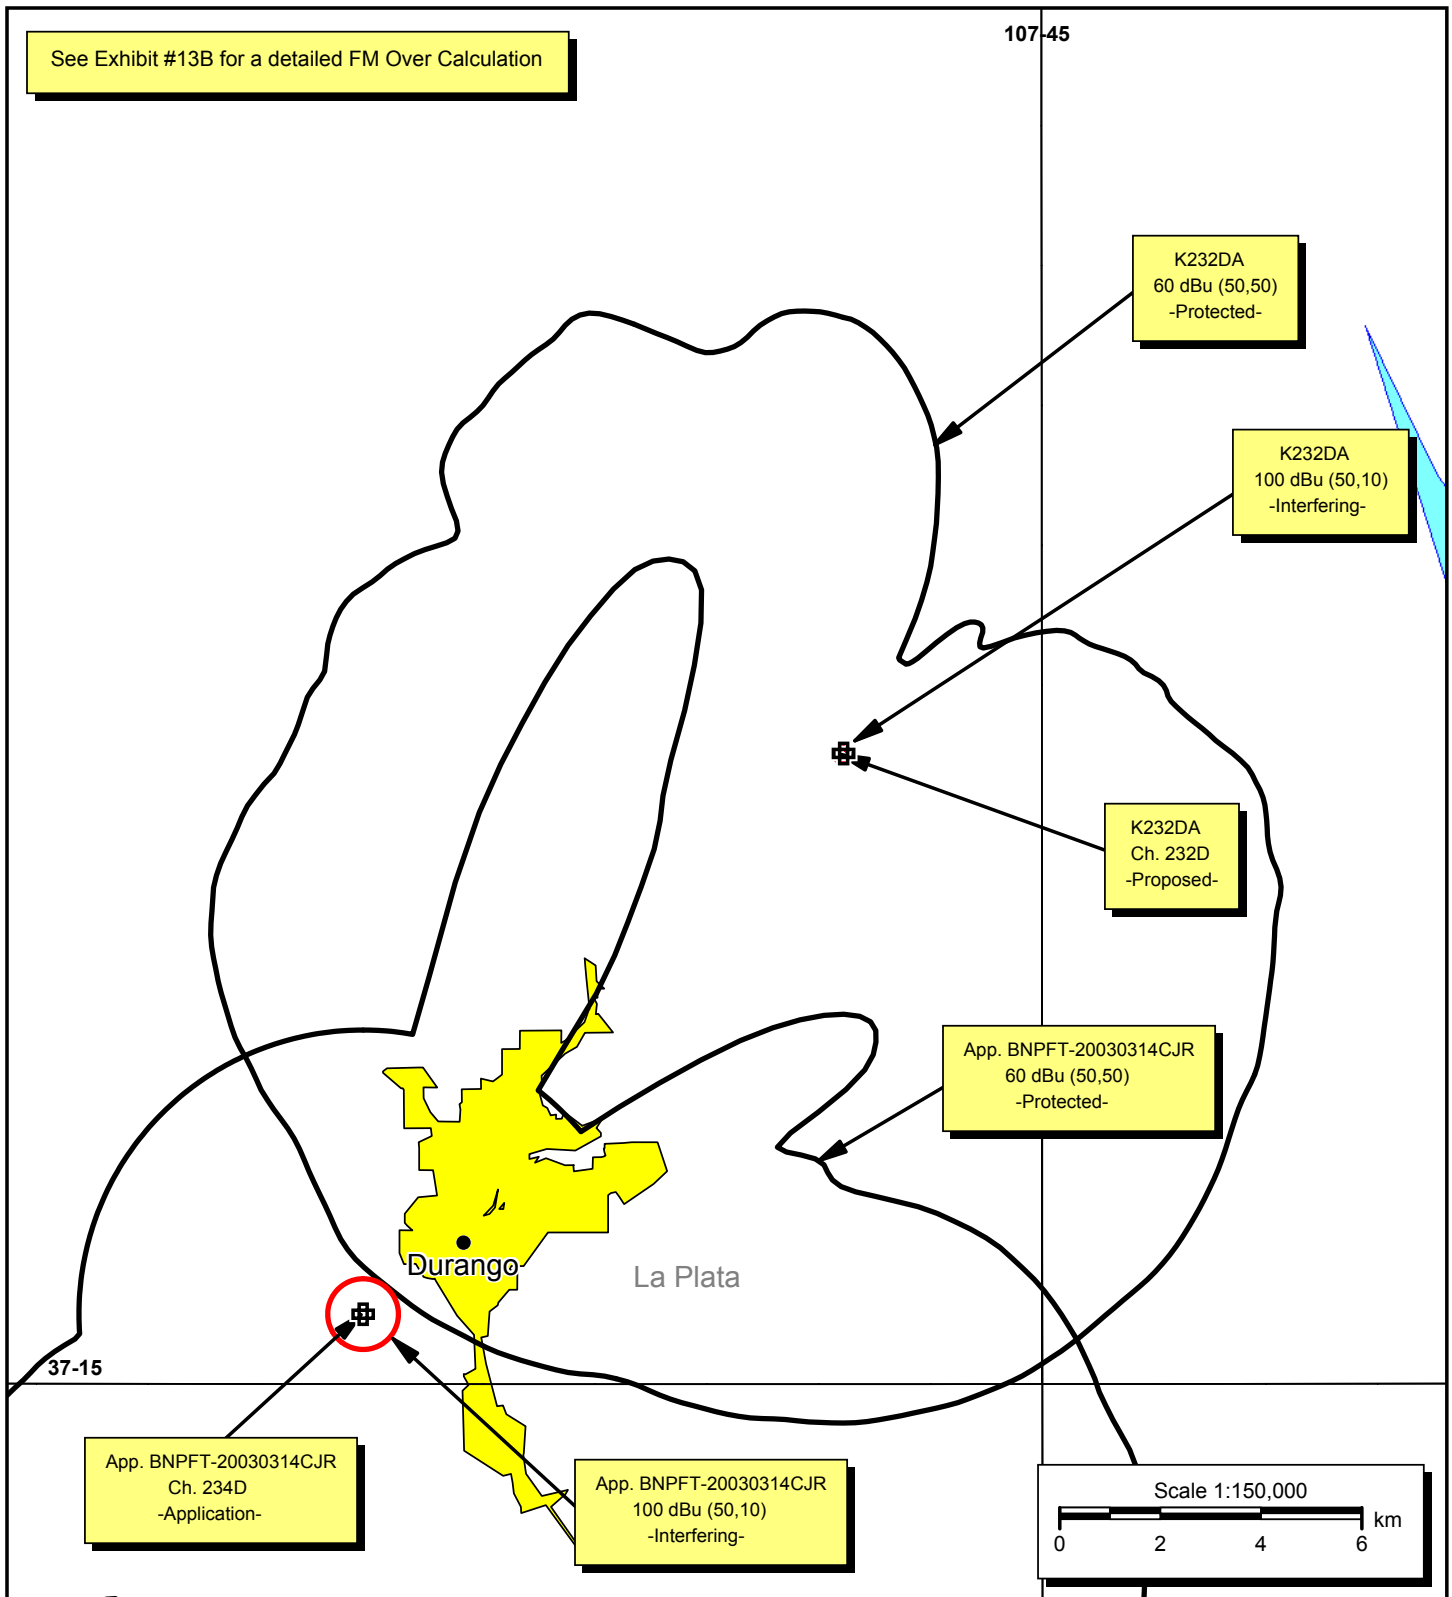 See Exhibit #13B for a detailed FM Over Calculation
107-45
K232DA
60 dBu (50,50)
-Protected-
K232DA
100 dBu (50,10)
-Interfering-
K232DA
Ch. 232D
-Proposed-
App. BNPFT-20030314CJR
60 dBu (50,50)
-Protected-
Durango
La Plata
37-15
App. BNPFT-20030314CJR
Ch. 234D
-Application-
App. BNPFT-20030314CJR
100 dBu (50,10)
-Interfering-
Scale 1:150,000
km
0 2 4 6